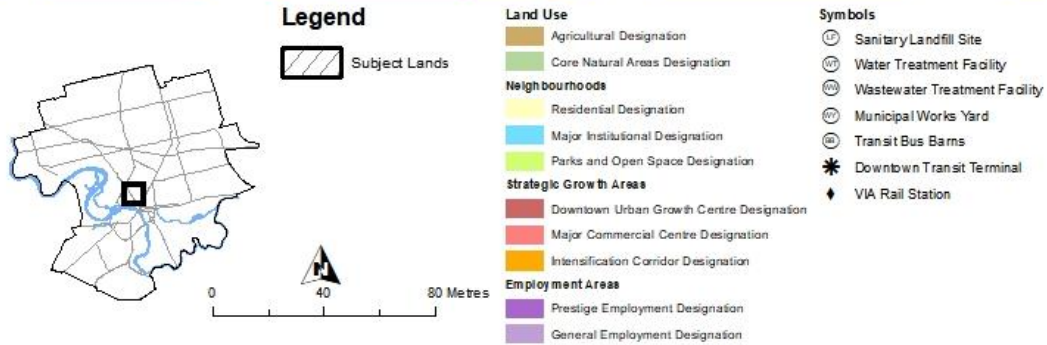 Legend
Subject Lands
N
0 40 80 Metres
Land Use
Agricultural Designation
Core Natural Areas Designation
Neighbourhoods
Residential Designation
Major Institutional Designation
Parks and Open Space Designation
Strategic Growth Areas
Downtown Urban Growth Centre Designation
Major Commercial Centre Designation
Intensification Corridor Designation
Employment Areas
Prestige Employment Designation
General Employment Designation
Symbols
LF Sanitary Landfill Site
WT Water Treatment Facility
WW Wastewater Treatment Facility
WY Municipal Works Yard
BB Transit Bus Barns
Downtown Transit Terminal
VIA Rail Station